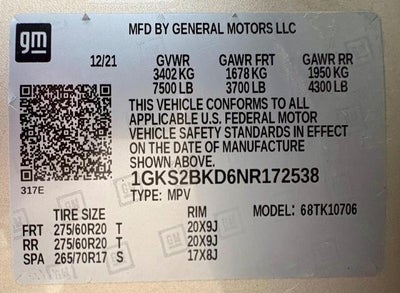 gm
MFD BY GENERAL MOTORS LLC
12/21 GVWR GAWR FRT GAWR RR
3402 KG 1678 KG 1950 KG
7500 LB 3700 LB 4300 LB
THIS VEHICLE CONFORMS TO ALL
APPLICABLE U.S. FEDERAL MOTOR
VEHICLE SAFETY STANDARDS IN EFFECT
ON THE DATE OF MANUFACTURE
SHOWN ABOVE.
317E
1GKS2BKD6NR172538
TYPE: MPV
TIRE SIZE RIM MODEL: 68TK10706
FRT 275/60R20 T 20X9J
RR 275/60R20 T 20X9J
SPA 265/70R17 S 17X8J